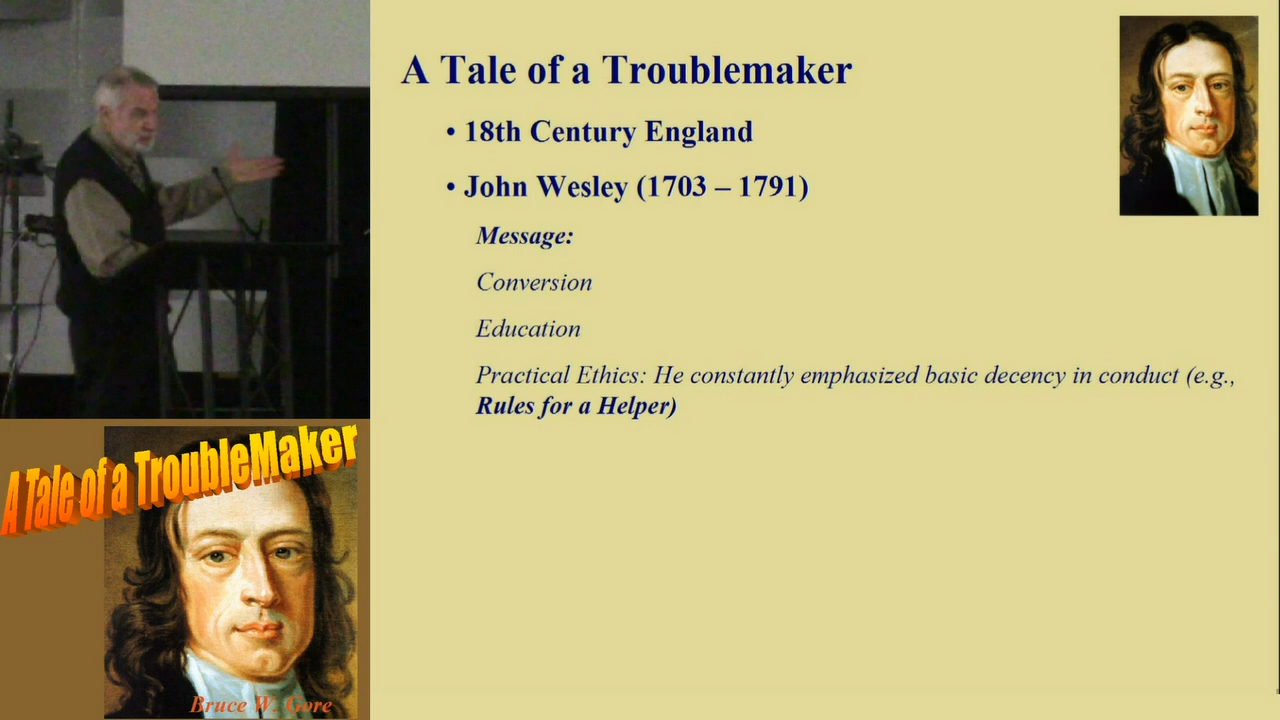 A Tale of a Troublemaker
• 18th Century England
• John Wesley (1703 – 1791)
Message:
Conversion
Education
Practical Ethics: He constantly emphasized basic decency in conduct (e.g.,
Rules for a Helper)
A Tale of a TroubleMaker
Bruce W. Gore